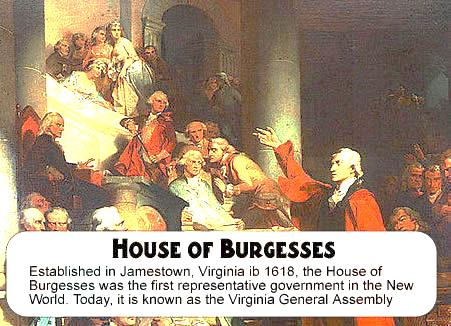 House of Burgesses
Established in Jamestown, Virginia ib 1618, the House of
Burgesses was the first representative government in the New
World. Today, it is known as the Virginia General Assembly